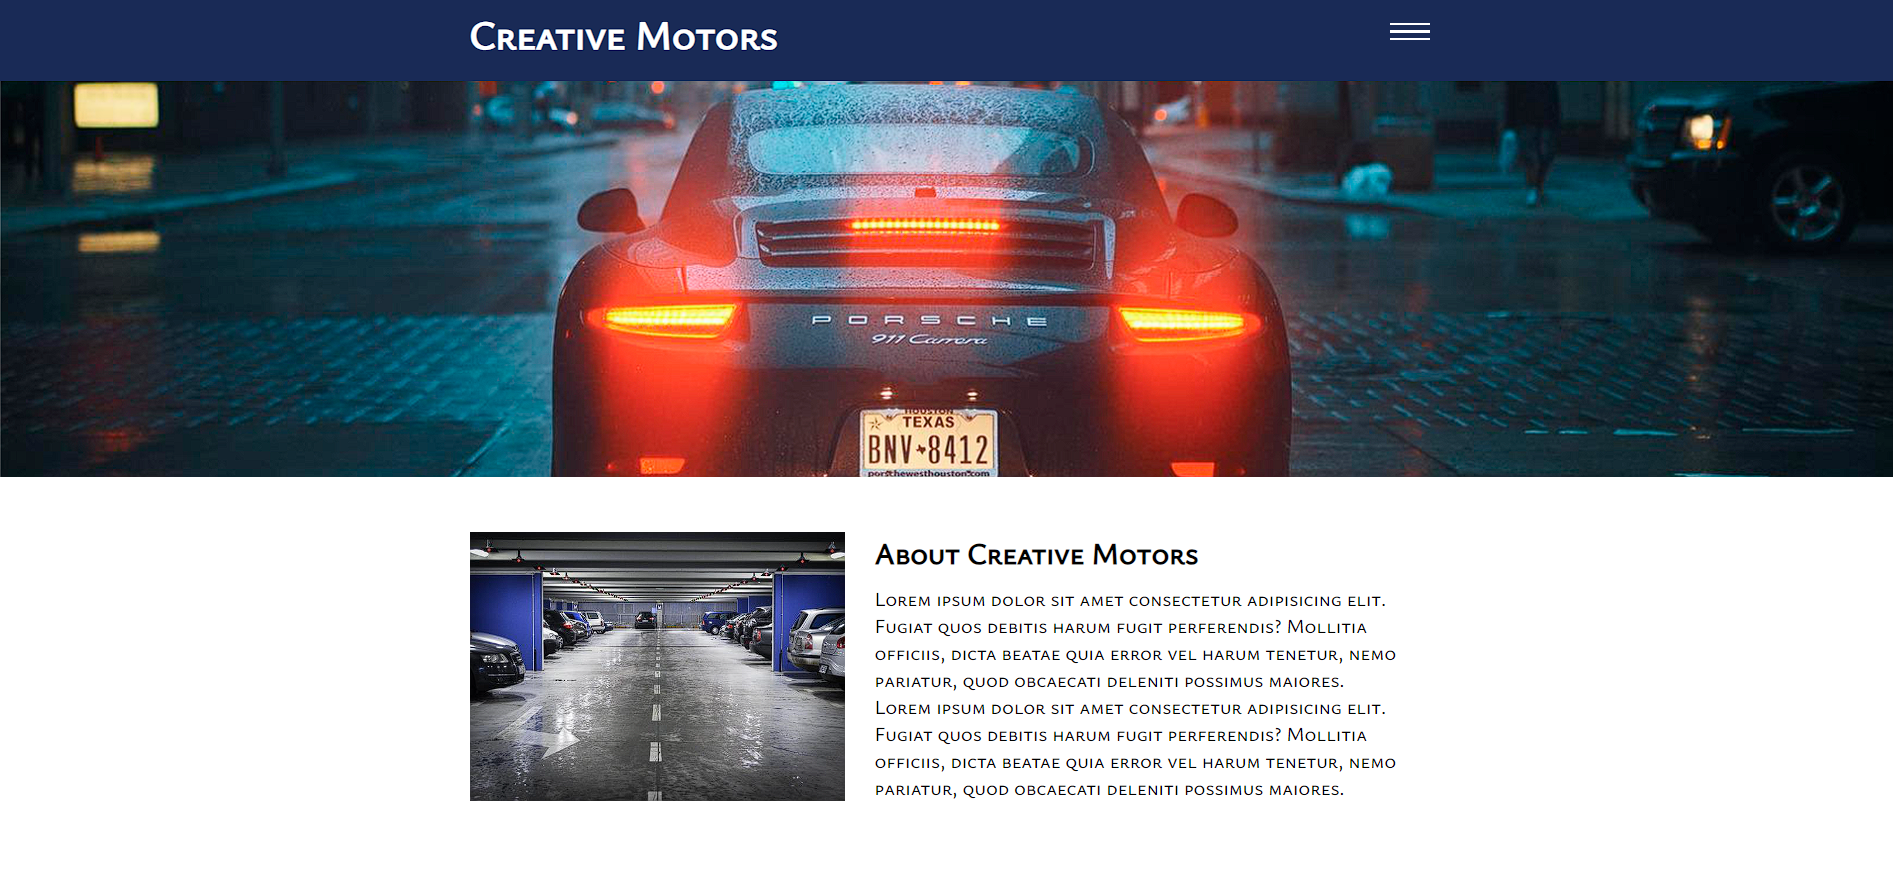 Creative Motors
PORSCHE
911 Carrera
HOUSTON
TEXAS
BNV 8412
porschewesthouston.com
About Creative Motors
Lorem ipsum dolor sit amet consectetur adipisicing elit.
Fugiat quos debitis harum fugit perferendis? Mollitia
officiis, dicta beatae quia error vel harum tenetur, nemo
pariatur, quod obcaecati deleniti possimus maiores.
Lorem ipsum dolor sit amet consectetur adipisicing elit.
Fugiat quos debitis harum fugit perferendis? Mollitia
officiis, dicta beatae quia error vel harum tenetur, nemo
pariatur, quod obcaecati deleniti possimus maiores.